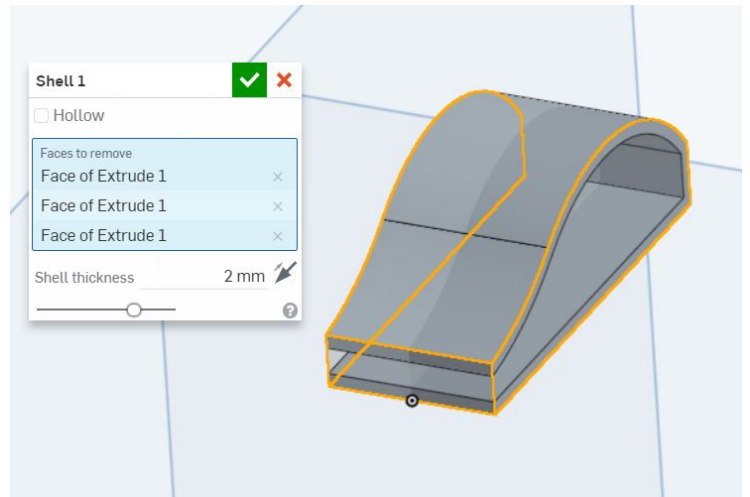 Shell 1
Hollow
Faces to remove
Face of Extrude 1
Face of Extrude 1
Face of Extrude 1
Shell thickness 2 mm
?